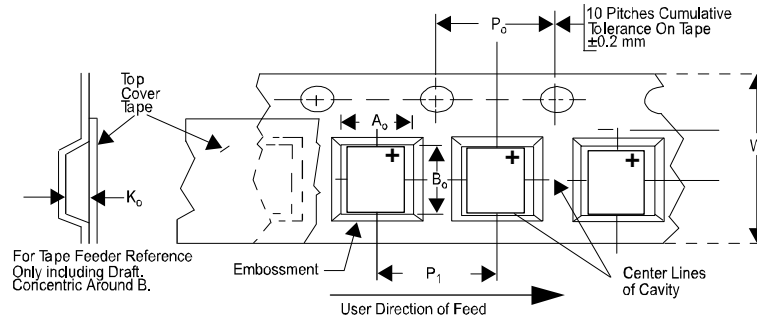 10 Pitches Cumulative
Tolerance On Tape
±0.2 mm
Po
Top
Cover
Tape
Ao
W
+
+
+
Bo
Ko
For Tape Feeder Reference
Only including Draft.
Concentric Around B.
Embossment
P1
Center Lines
of Cavity
User Direction of Feed